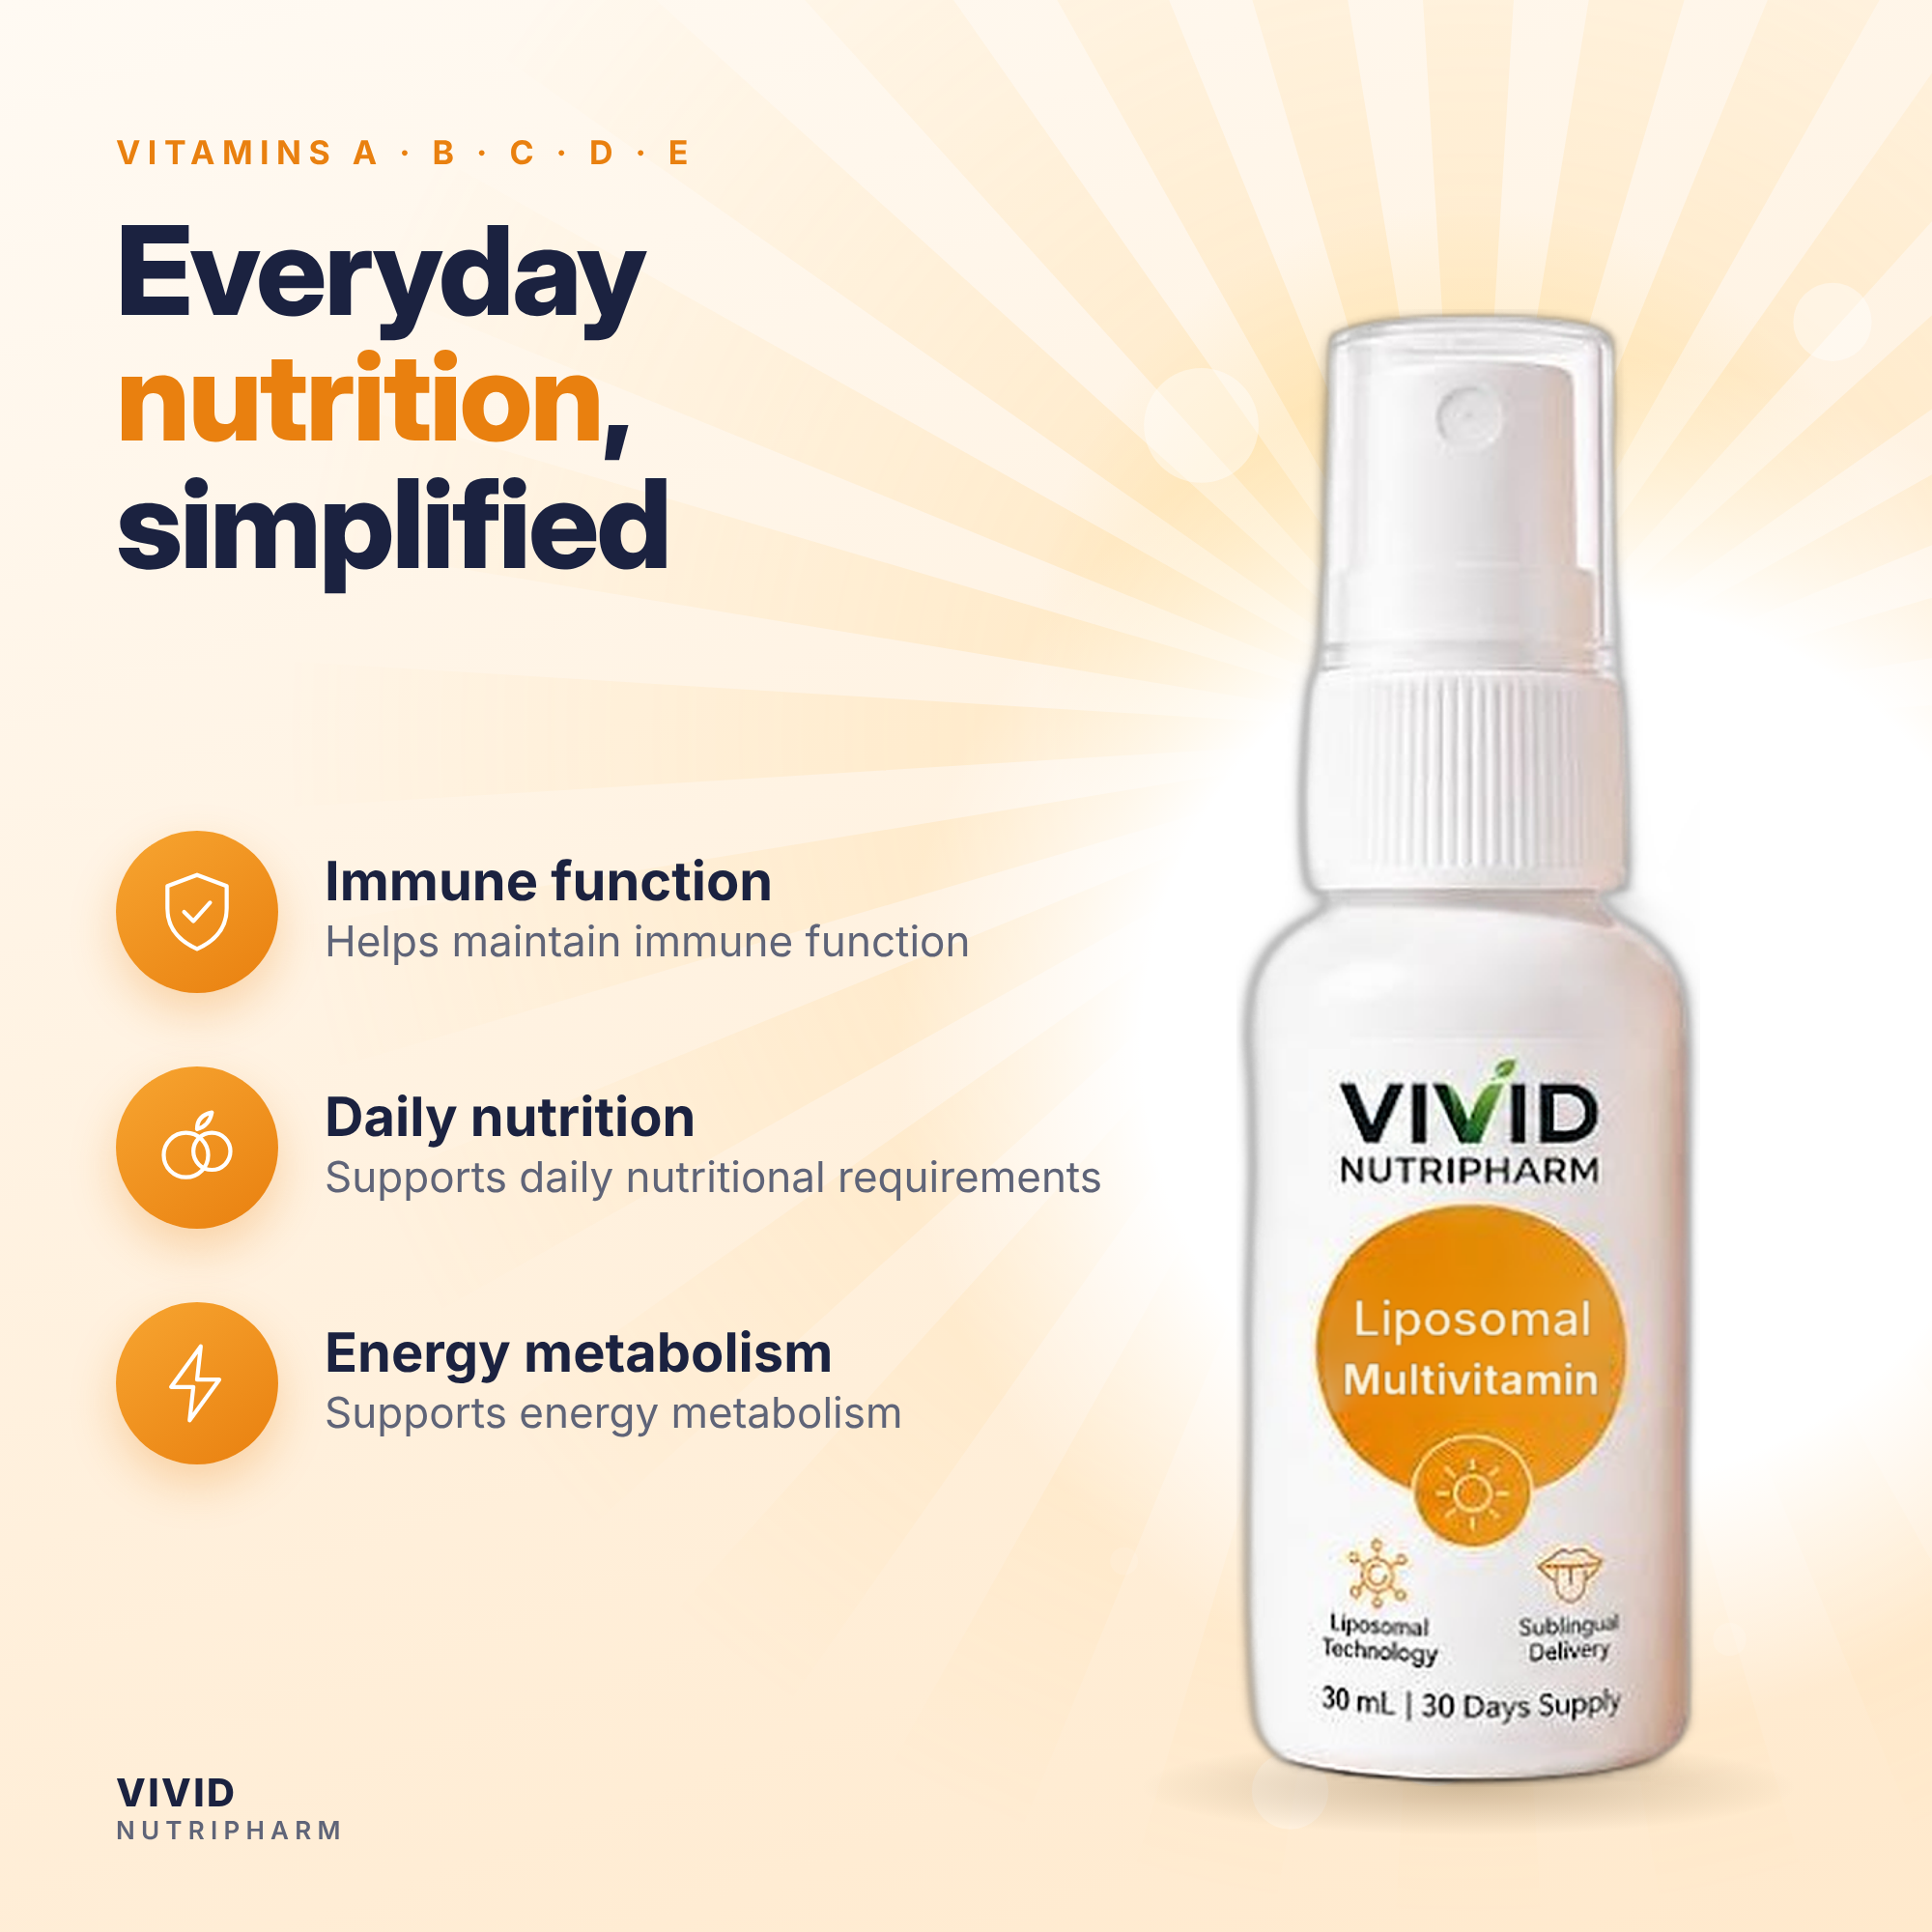 VITAMINS A · B · C · D · E
Everyday
nutrition,
simplified
Immune function
Helps maintain immune function
Daily nutrition
Supports daily nutritional requirements
Energy metabolism
Supports energy metabolism
VIVID
NUTRIPHARM
VIVID
NUTRIPHARM
Liposomal
Multivitamin
Liposomal
Technology
Sublingual
Delivery
30 mL | 30 Days Supply